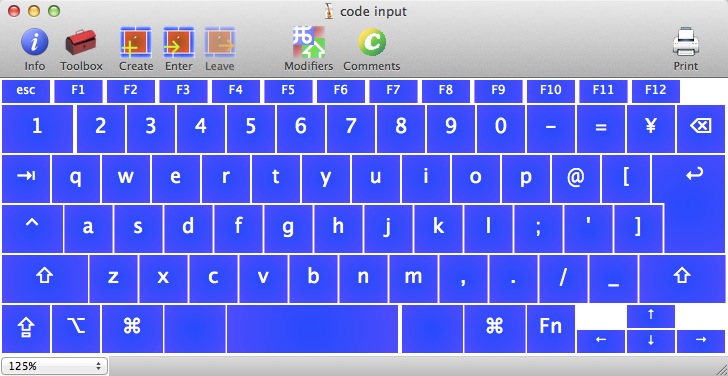 code input
Info Toolbox Create Enter Leave Modifiers Comments Print
esc F1 F2 F3 F4 F5 F6 F7 F8 F9 F10 F11 F12
1 2 3 4 5 6 7 8 9 0 - = ¥ ⌫
⇥ q w e r t y u i o p @ [ ↩
^ a s d f g h j k l ; ' ]
⇧ z x c v b n m , . / _ ⇧
⇪ ⌥ ⌘ ⌘ Fn ↑
← ↓ →
125%